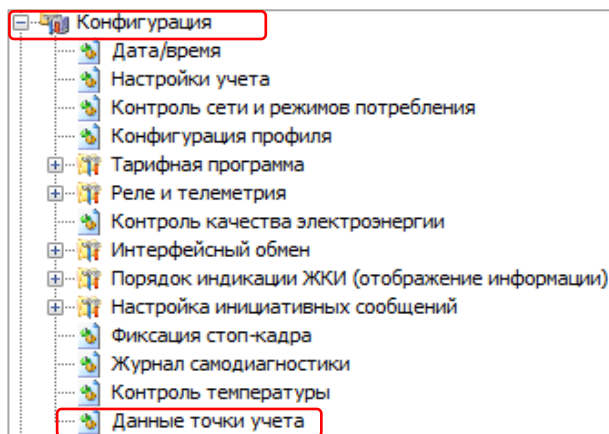 Конфигурация
Дата/время
Настройки учета
Контроль сети и режимов потребления
Конфигурация профиля
Тарифная программа
Реле и телеметрия
Контроль качества электроэнергии
Интерфейсный обмен
Порядок индикации ЖКИ (отображение информации)
Настройка инициативных сообщений
Фиксация стоп-кадра
Журнал самодиагностики
Контроль температуры
Данные точки учета